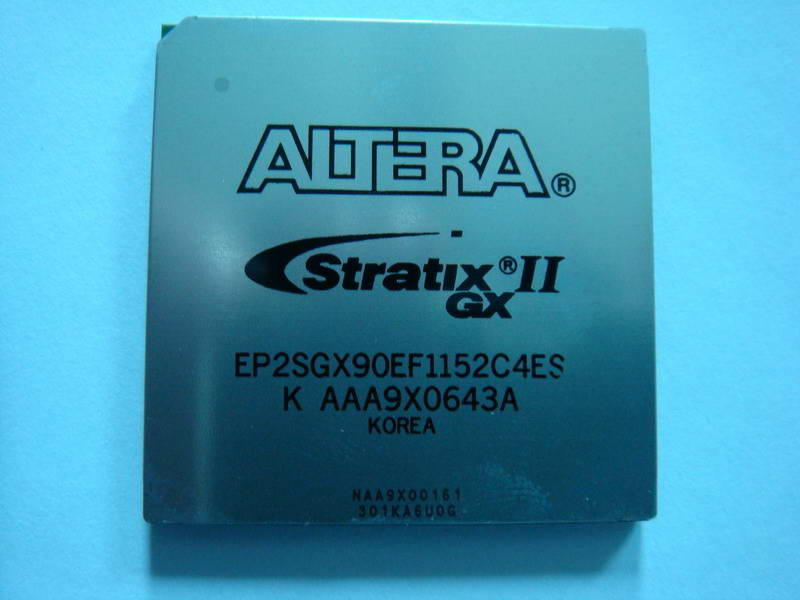 ALTERA®
Stratix® II
GX
EP2SGX90EF1152C4ES
K AAA9X0643A
KOREA
NAA9X00161
301KA6U0G